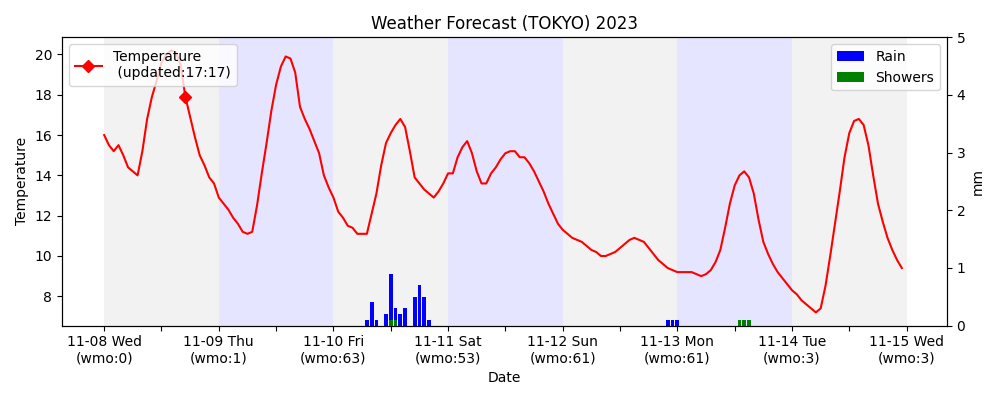 Weather Forecast (TOKYO) 2023
Temperature
(updated:17:17)
Rain
Showers
20
18
16
14
12
10
8
Temperature
5
4
3
2
1
0
mm
11-08 Wed
(wmo:0)
11-09 Thu
(wmo:1)
11-10 Fri
(wmo:63)
11-11 Sat
(wmo:53)
11-12 Sun
(wmo:61)
11-13 Mon
(wmo:61)
11-14 Tue
(wmo:3)
11-15 Wed
(wmo:3)
Date